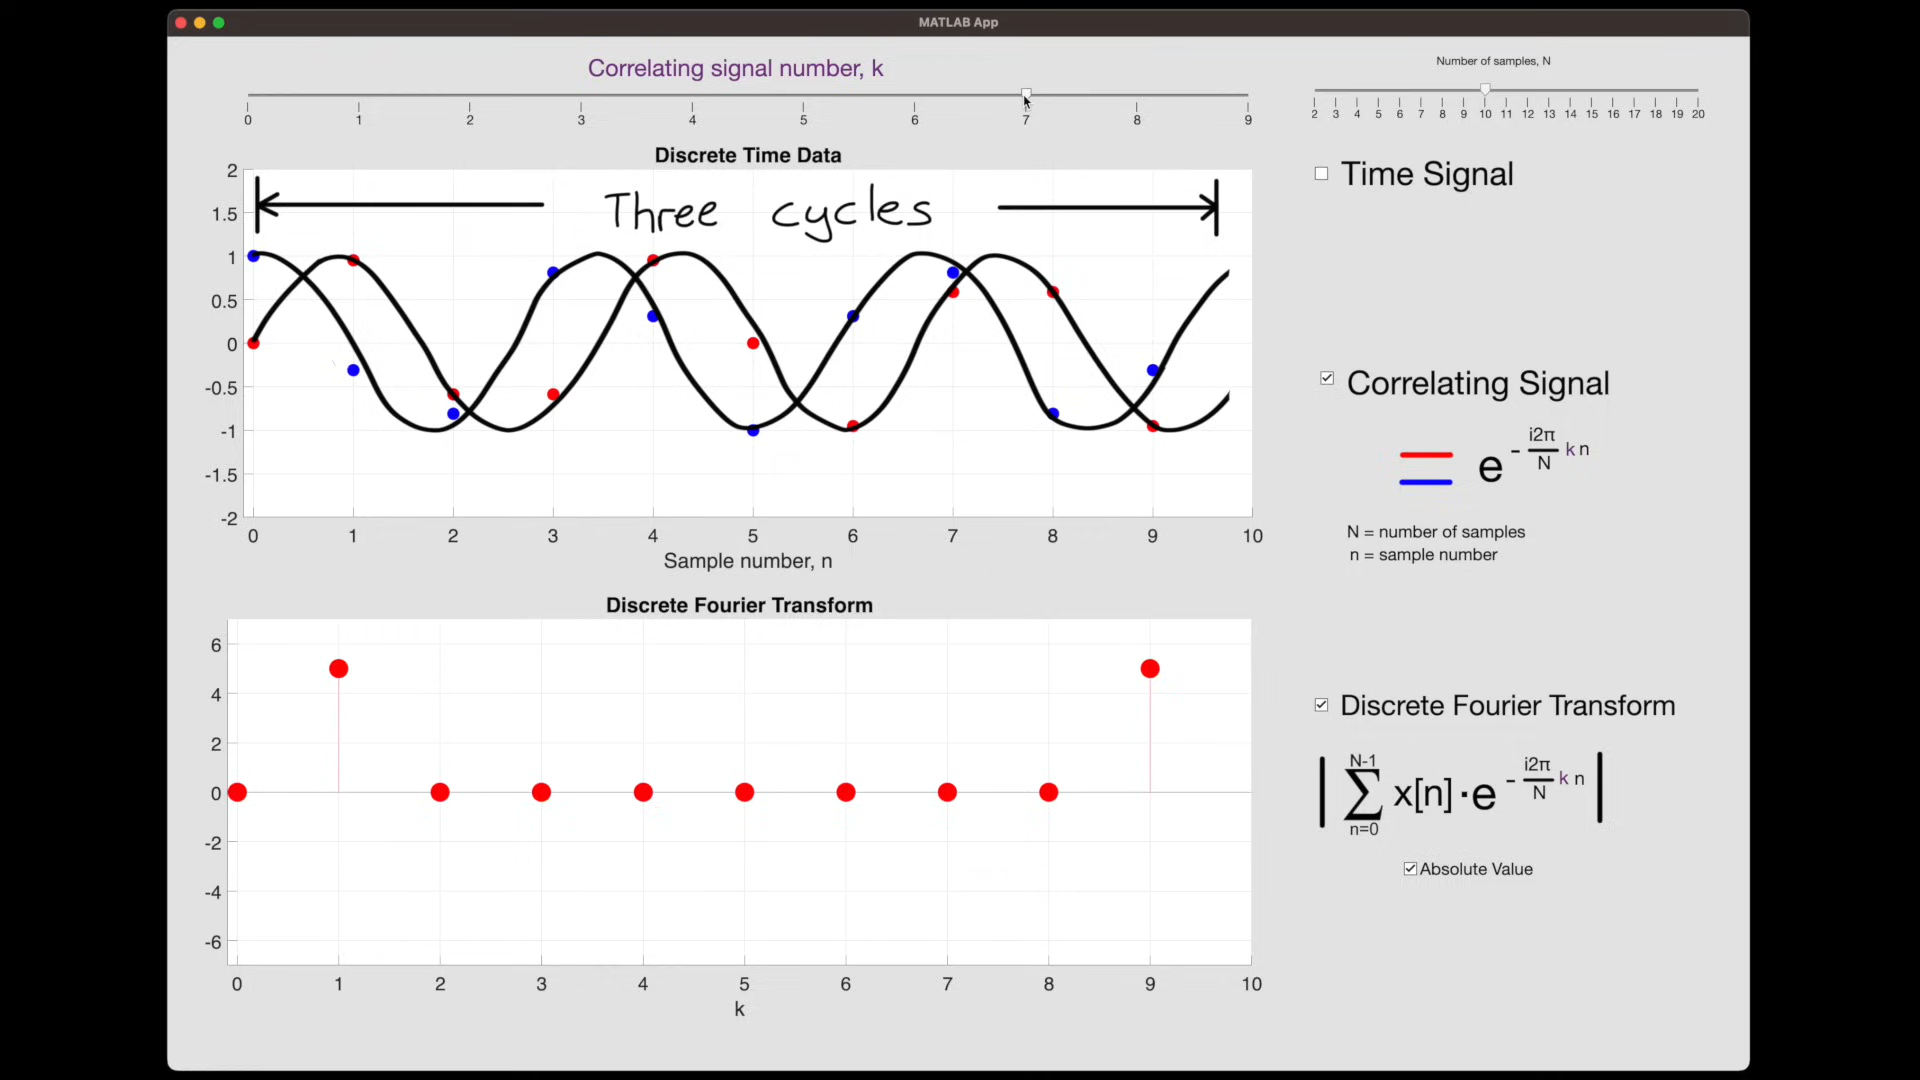 MATLAB App
Correlating signal number, k
0 1 2 3 4 5 6 7 8 9
Number of samples, N
2 3 4 5 6 7 8 9 10 11 12 13 14 15 16 17 18 19 20
Discrete Time Data
Three cycles
2
1.5
1
0.5
0
-0.5
-1
-1.5
-2
0 1 2 3 4 5 6 7 8 9 10
Sample number, n
Time Signal
Correlating Signal
e - i2π/N k n
N = number of samples
n = sample number
Discrete Fourier Transform
6
4
2
0
-2
-4
-6
0 1 2 3 4 5 6 7 8 9 10
k
Discrete Fourier Transform
| N-1 Σ n=0 x[n]·e - i2π/N k n |
Absolute Value